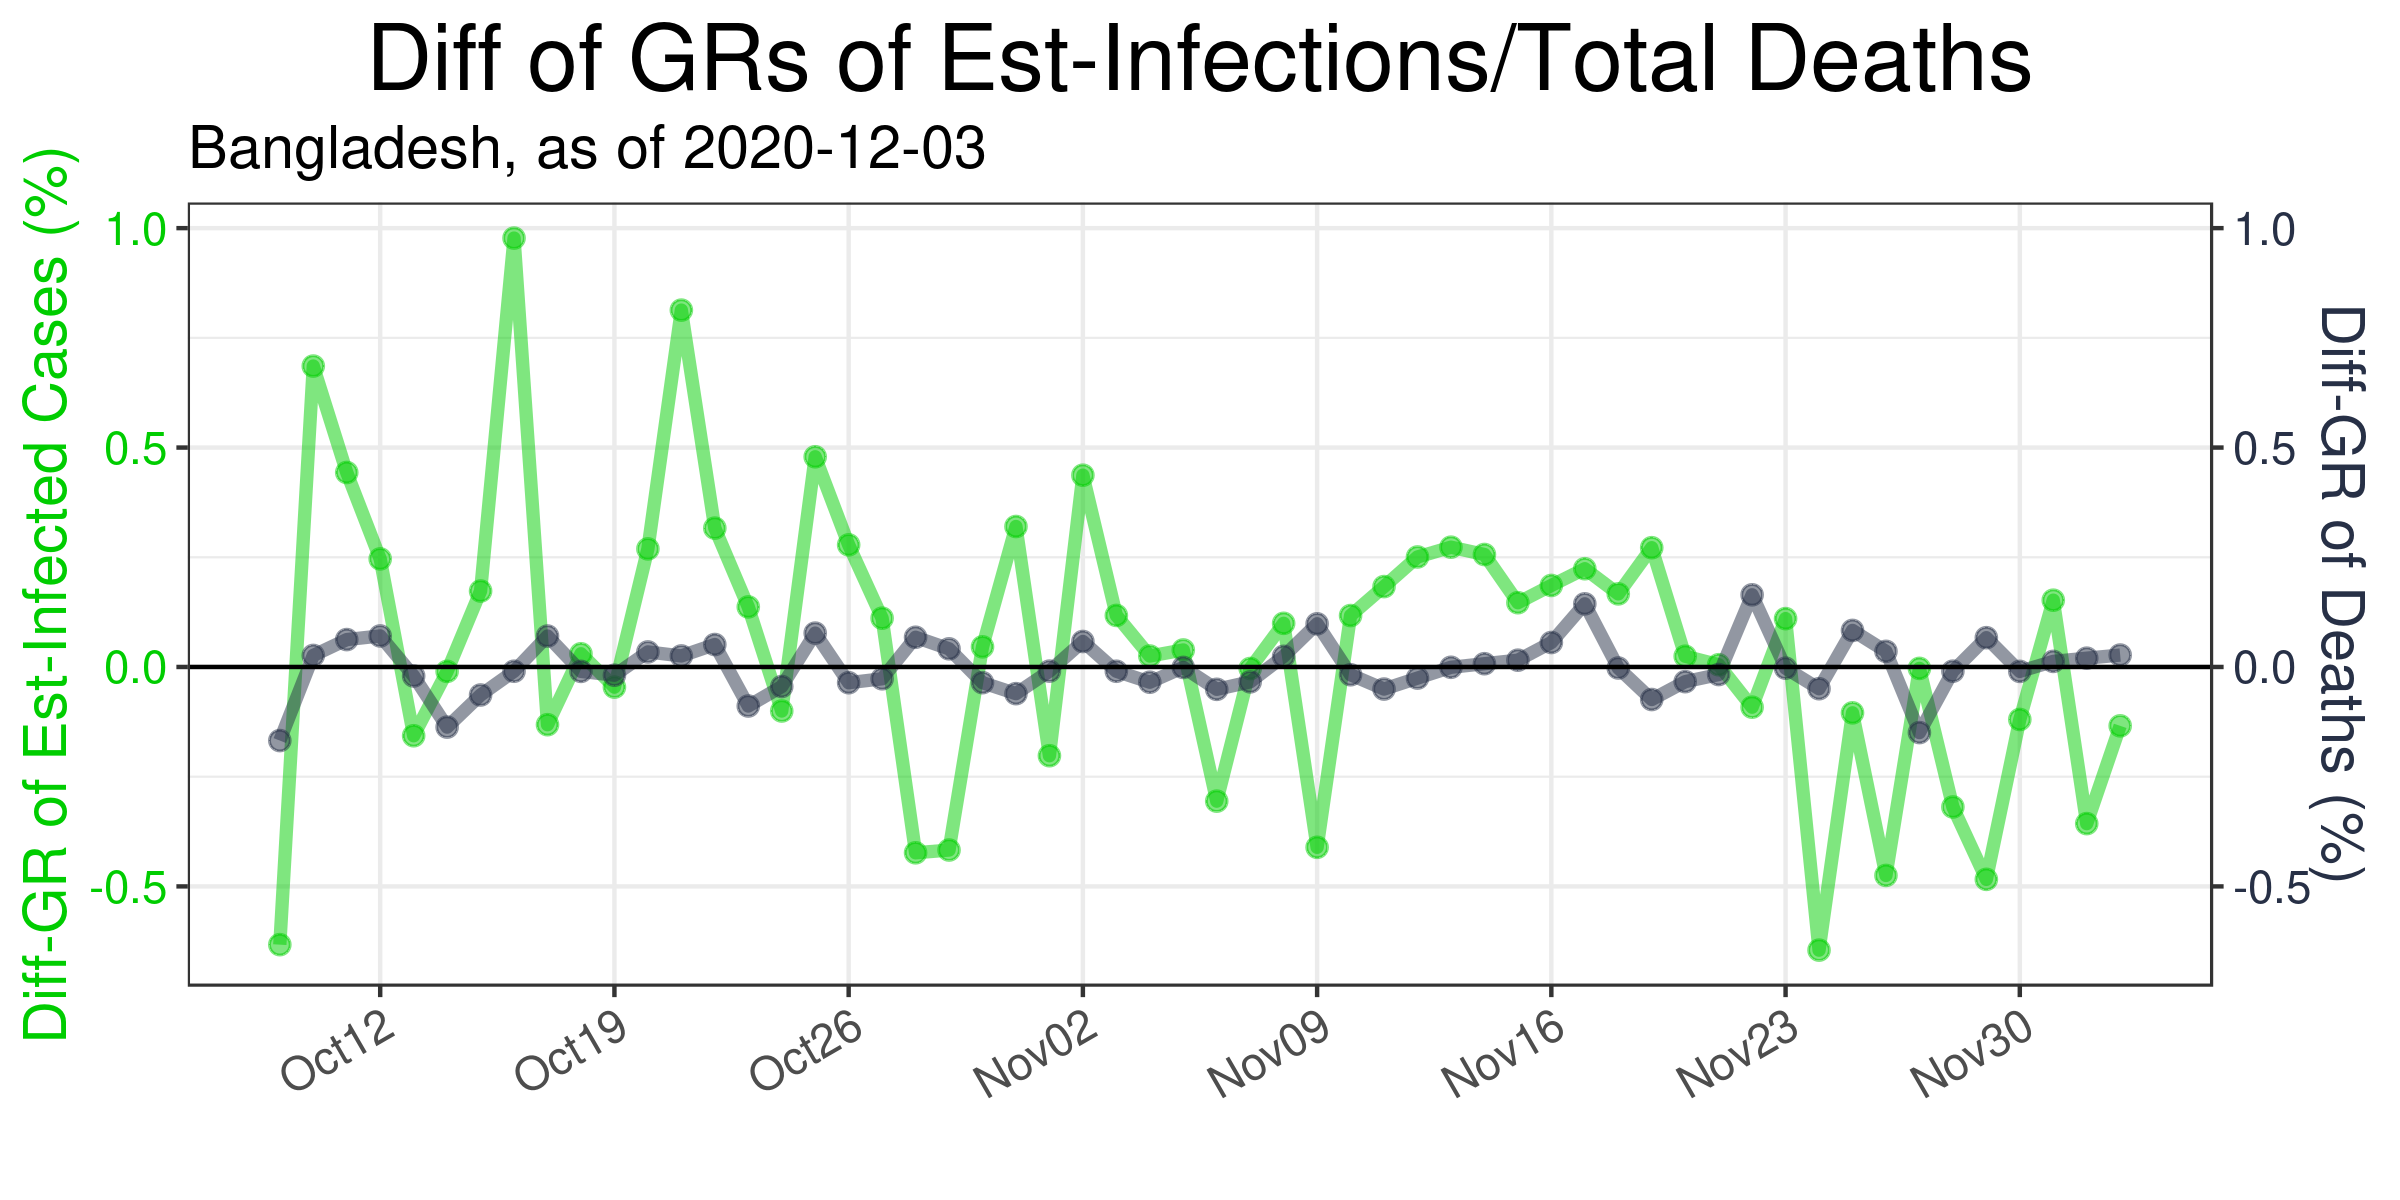 Diff of GRs of Est-Infections/Total Deaths
Bangladesh, as of 2020-12-03
Diff-GR of Est-Infected Cases (%)
1.0
0.5
0.0
-0.5
1.0
0.5
0.0
-0.5
Diff-GR of Deaths (%)
Oct12
Oct19
Oct26
Nov02
Nov09
Nov16
Nov23
Nov30